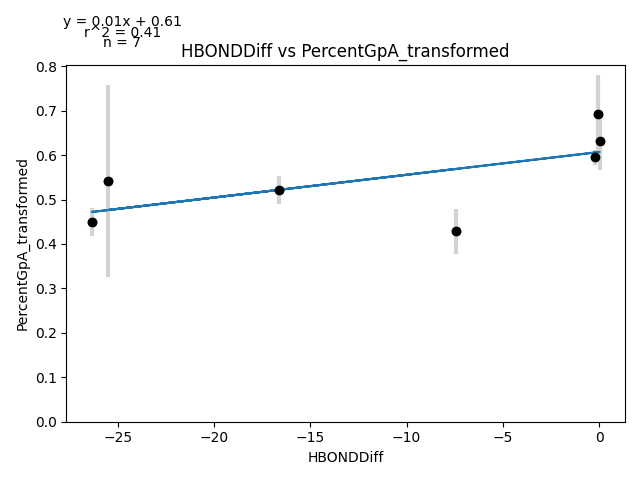 y = 0.01x + 0.61
r^2 = 0.41
n = 7
HBONDDiff vs PercentGpA_transformed
0.8
0.7
0.6
0.5
0.4
0.3
0.2
0.1
0.0
PercentGpA_transformed
−25
−20
−15
−10
−5
0
HBONDDiff